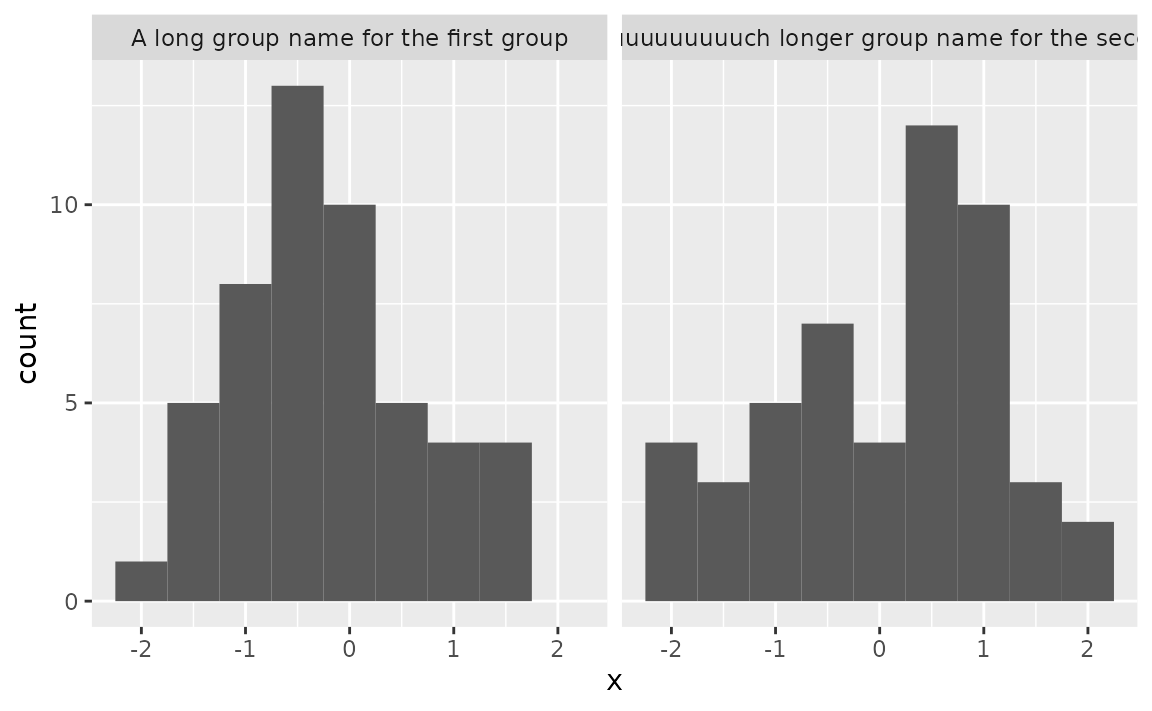 A long group name for the first group
longer group name for the
10
5
0
count
-2 -1 0 1 2
-2 -1 0 1 2
x